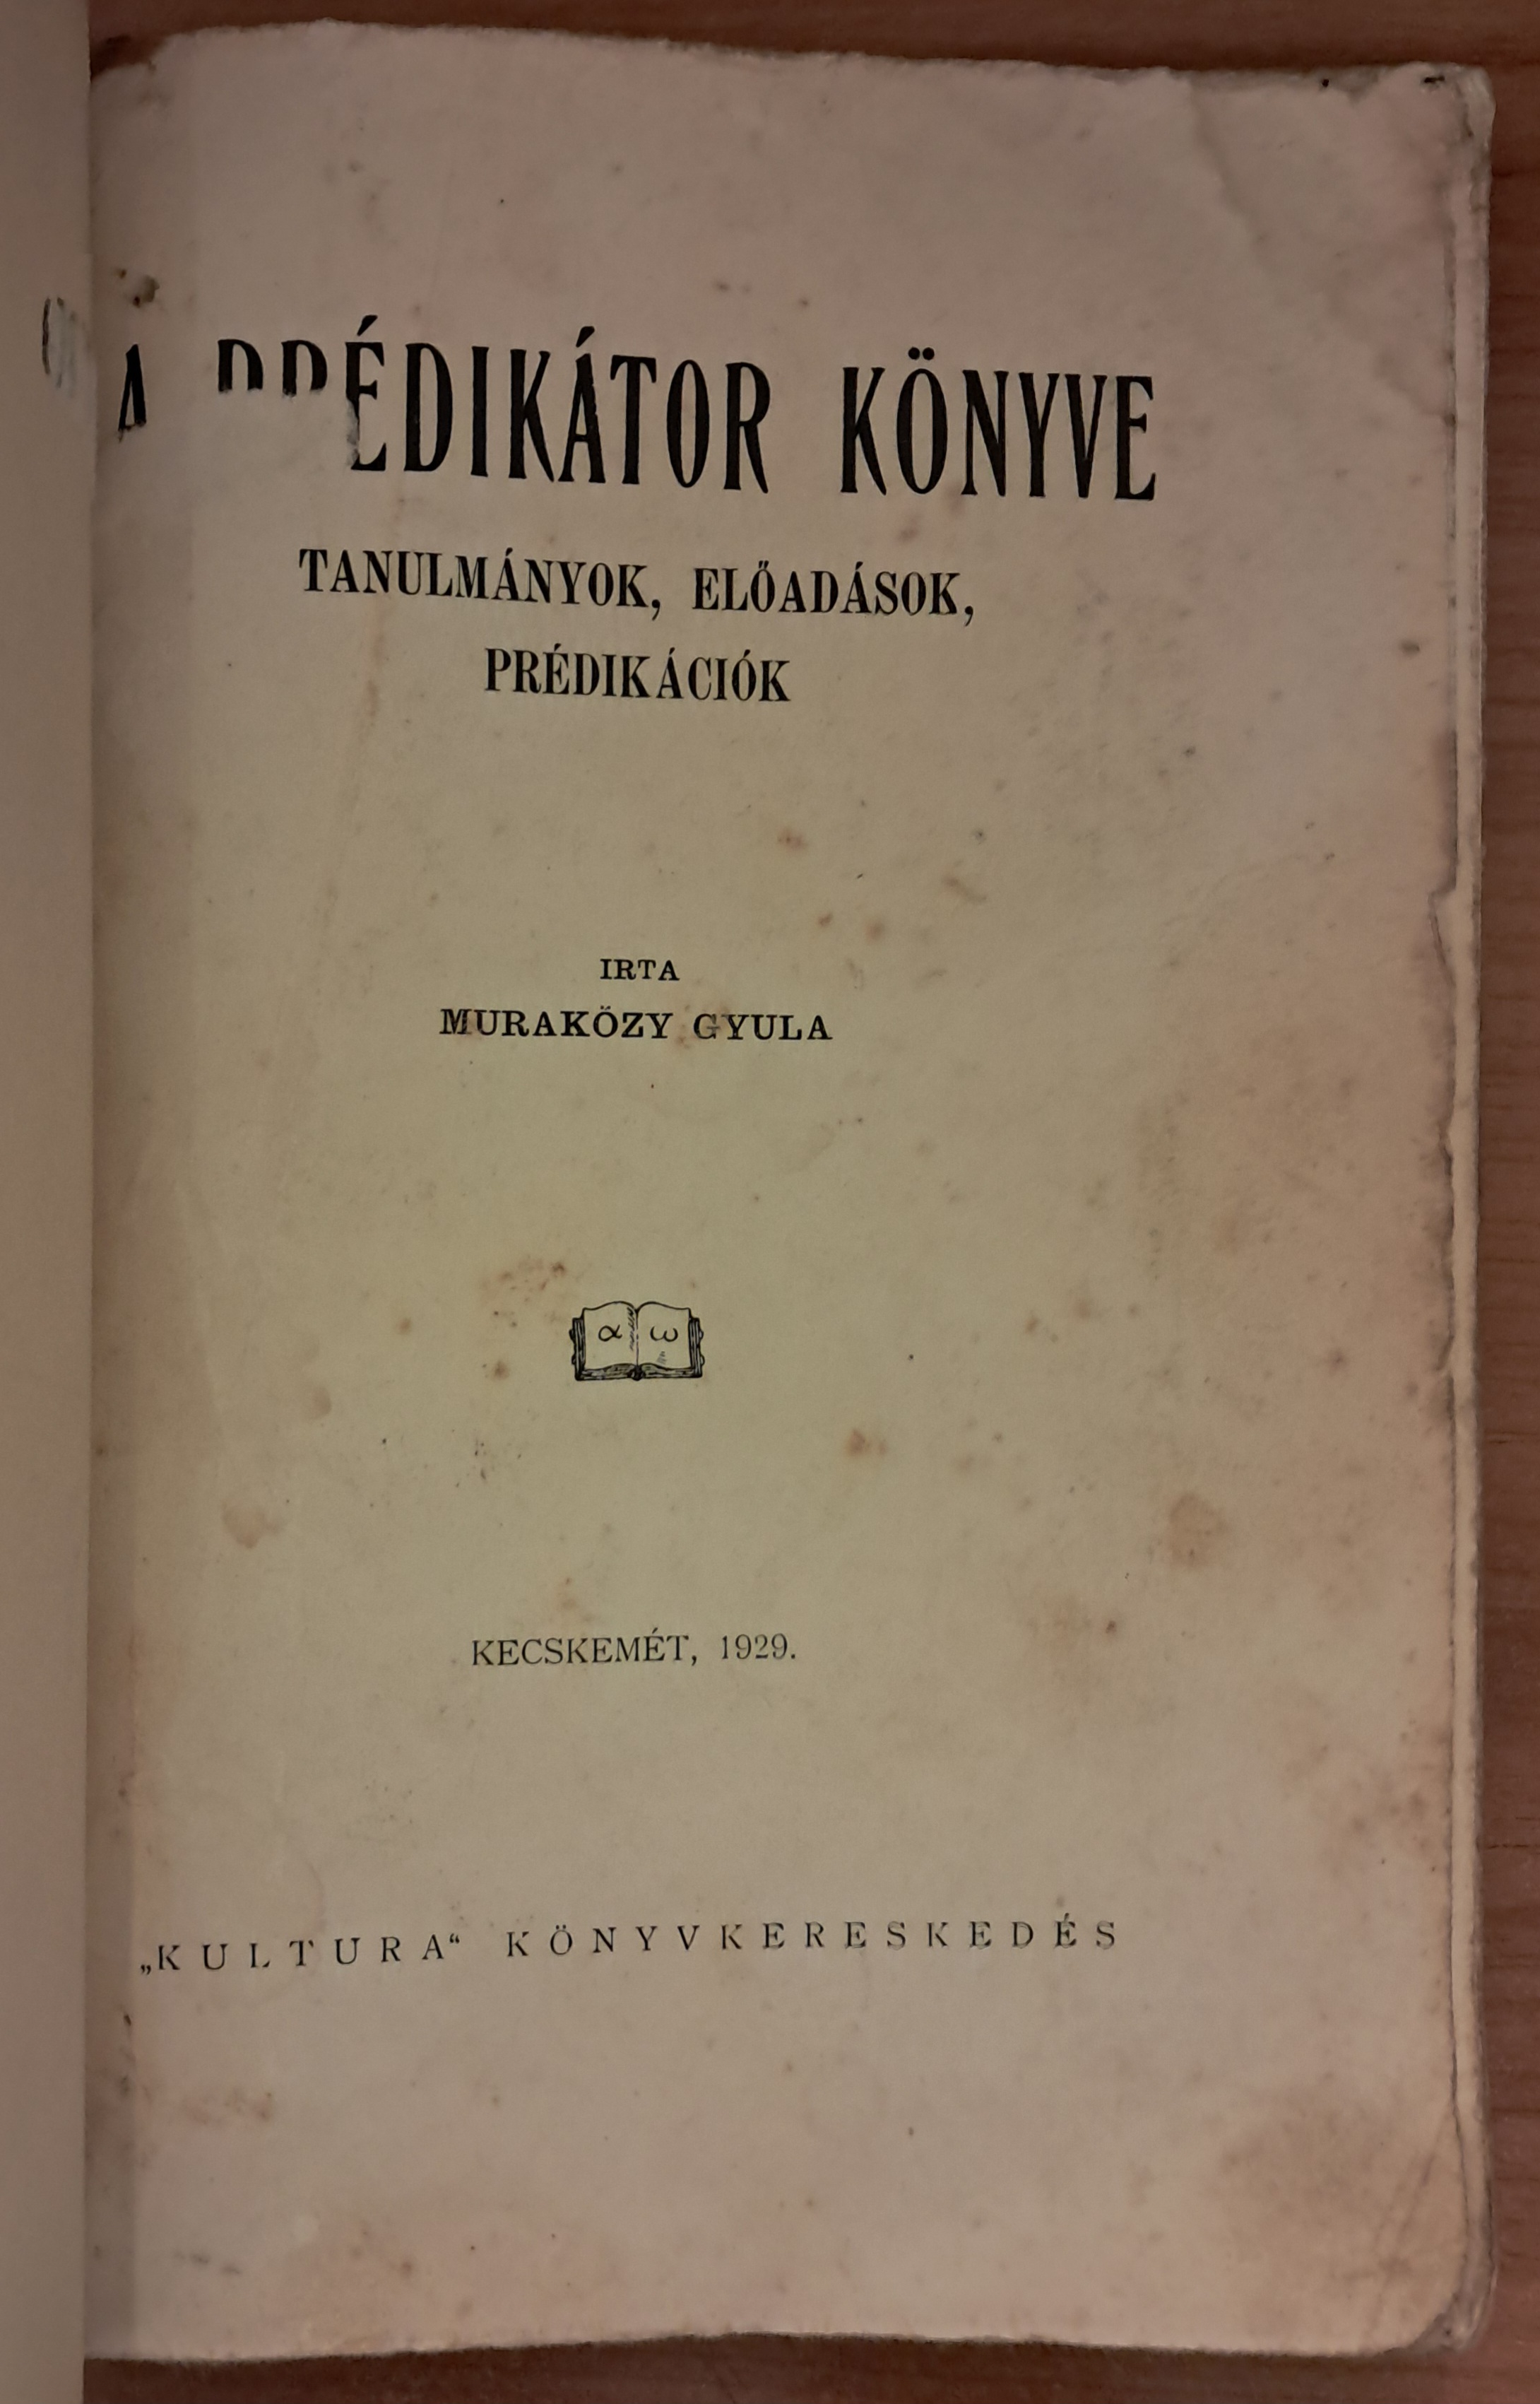 A PRÉDIKÁTOR KÖNYVE
TANULMÁNYOK, ELŐADÁSOK,
PRÉDIKÁCIÓK
IRTA
MURAKÖZY GYULA
α ω
KECSKEMÉT, 1929.
„KULTURA“ KÖNYVKERESKEDÉS